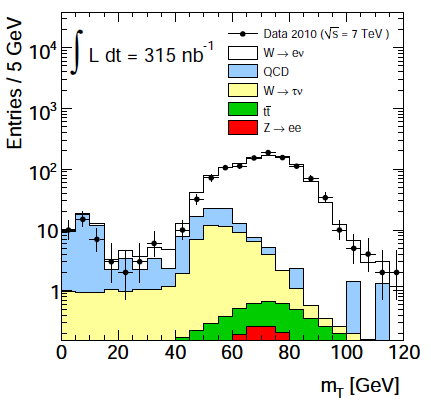 ∫ L dt = 315 nb⁻¹
Data 2010 (√s = 7 TeV )
W → eν
QCD
W → τν
tt̄
Z → ee
Entries / 5 GeV
10⁴
10³
10²
10
1
0 20 40 60 80 100 120
m_T [GeV]